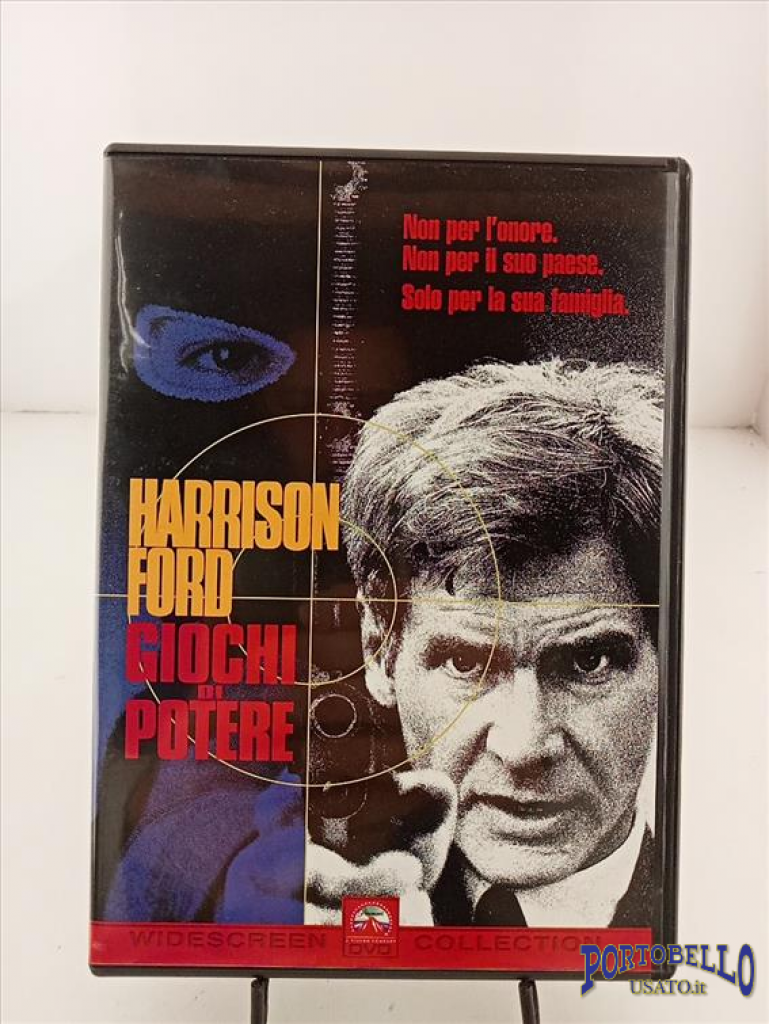 Non per l'onore.
Non per il suo paese.
Solo per la sua famiglia.
HARRISON
FORD
GIOCHI
DI
POTERE
WIDESCREEN DVD COLLECTION
PORTOBELLO
USATO.it